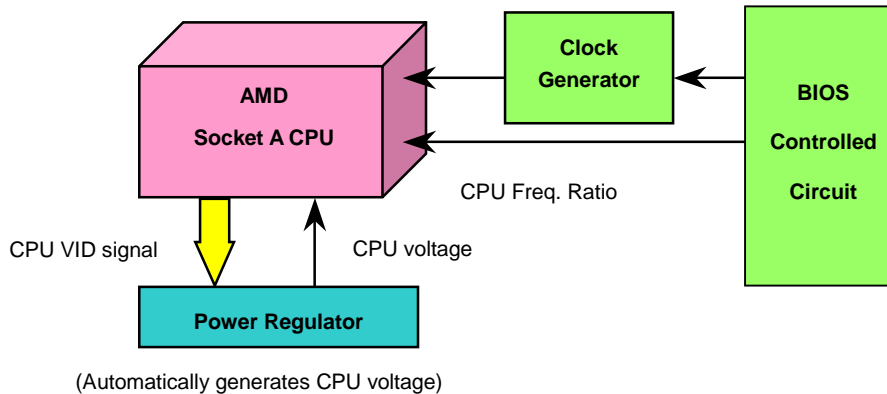 Clock
Generator
AMD
Socket A CPU
BIOS
Controlled
Circuit
CPU Freq. Ratio
CPU VID signal
CPU voltage
Power Regulator
(Automatically generates CPU voltage)